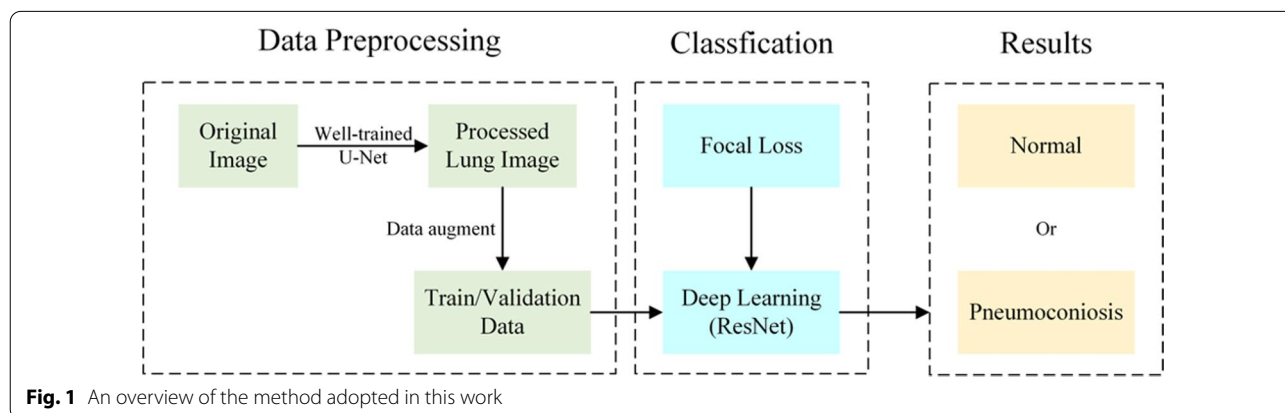 Data Preprocessing
Classfication
Results
Original
Image
Well-trained
U-Net
Processed
Lung Image
Data augment
Train/Validation
Data
Focal Loss
Deep Learning
(ResNet)
Normal
Or
Pneumoconiosis
Fig. 1 An overview of the method adopted in this work